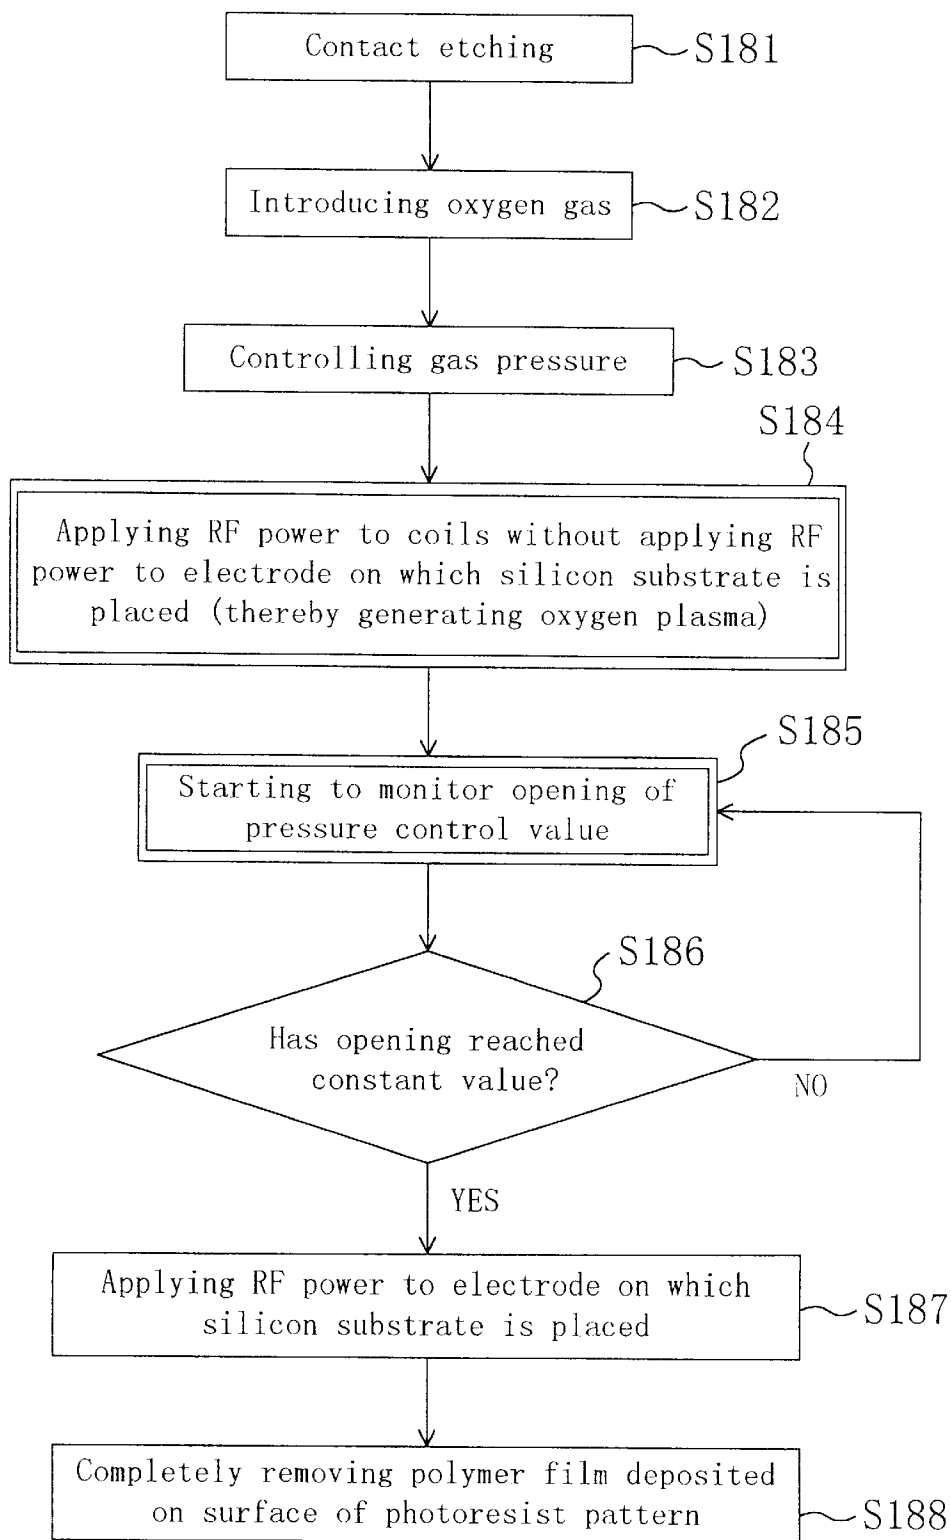 Contact etching
S181
Introducing oxygen gas
S182
Controlling gas pressure
S183
S184
Applying RF power to coils without applying RF
power to electrode on which silicon substrate is
placed (thereby generating oxygen plasma)
S185
Starting to monitor opening of
pressure control value
S186
Has opening reached
constant value?
NO
YES
Applying RF power to electrode on which
silicon substrate is placed
S187
Completely removing polymer film deposited
on surface of photoresist pattern
S188